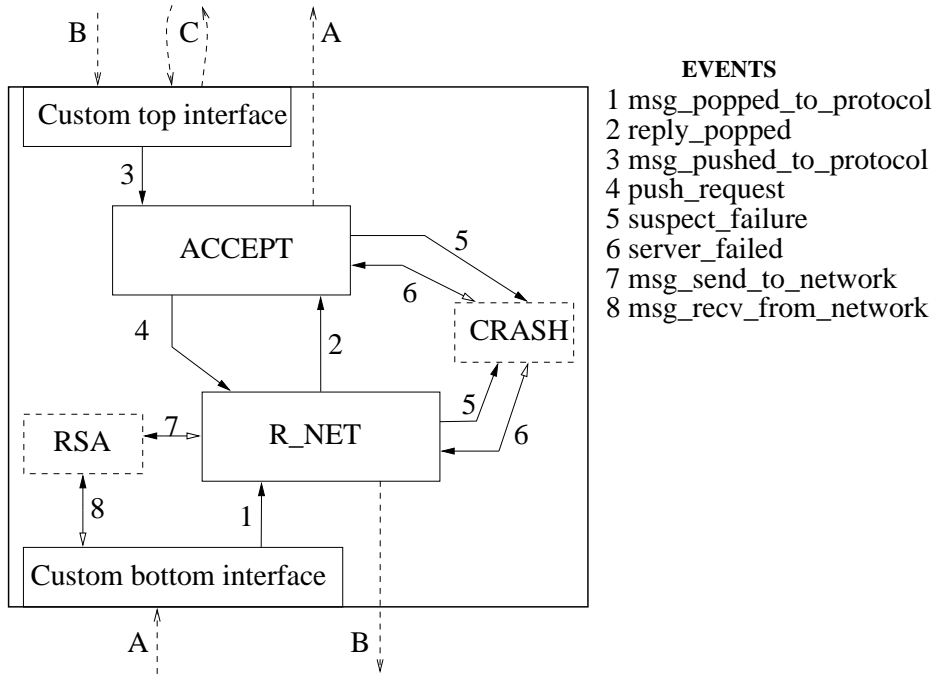 B
C
A
Custom top interface
3
ACCEPT
5
6
CRASH
4
2
5
6
RSA
7
R_NET
8
1
Custom bottom interface
A
B
EVENTS
1 msg_popped_to_protocol
2 reply_popped
3 msg_pushed_to_protocol
4 push_request
5 suspect_failure
6 server_failed
7 msg_send_to_network
8 msg_recv_from_network